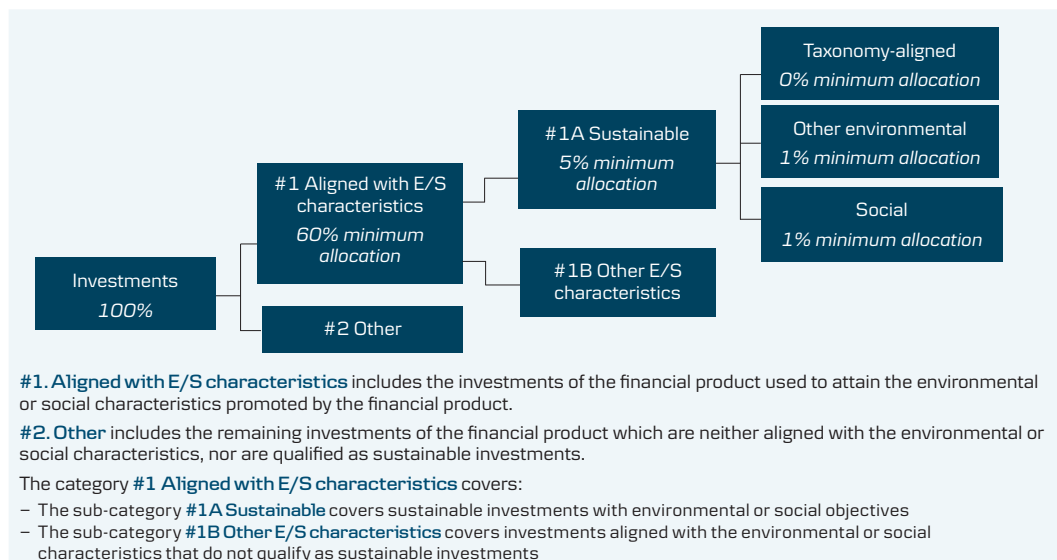 Taxonomy-aligned
0% minimum allocation
Other environmental
1% minimum allocation
Social
1% minimum allocation
#1A Sustainable
5% minimum
allocation
#1 Aligned with E/S
characteristics
60% minimum
allocation
#1B Other E/S
characteristics
Investments
100%
#2 Other
#1. Aligned with E/S characteristics includes the investments of the financial product used to attain the environmental
or social characteristics promoted by the financial product.
#2. Other includes the remaining investments of the financial product which are neither aligned with the environmental or
social characteristics, nor are qualified as sustainable investments.
The category #1 Aligned with E/S characteristics covers:
– The sub-category #1A Sustainable covers sustainable investments with environmental or social objectives
– The sub-category #1B Other E/S characteristics covers investments aligned with the environmental or social
characteristics that do not qualify as sustainable investments